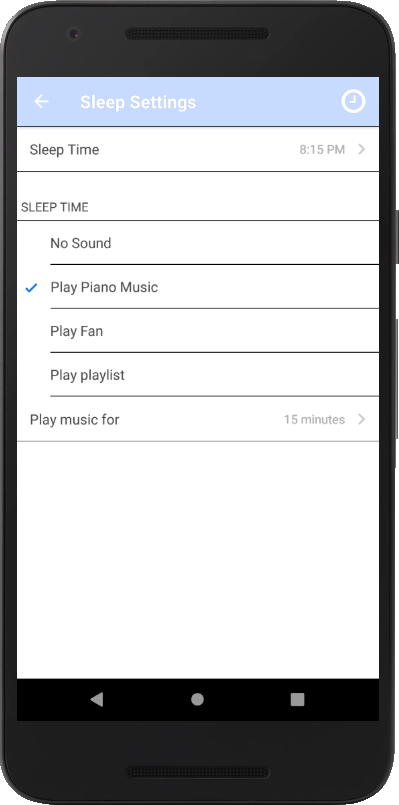 Sleep Settings
Sleep Time 8:15 PM
SLEEP TIME
No Sound
Play Piano Music
Play Fan
Play playlist
Play music for 15 minutes